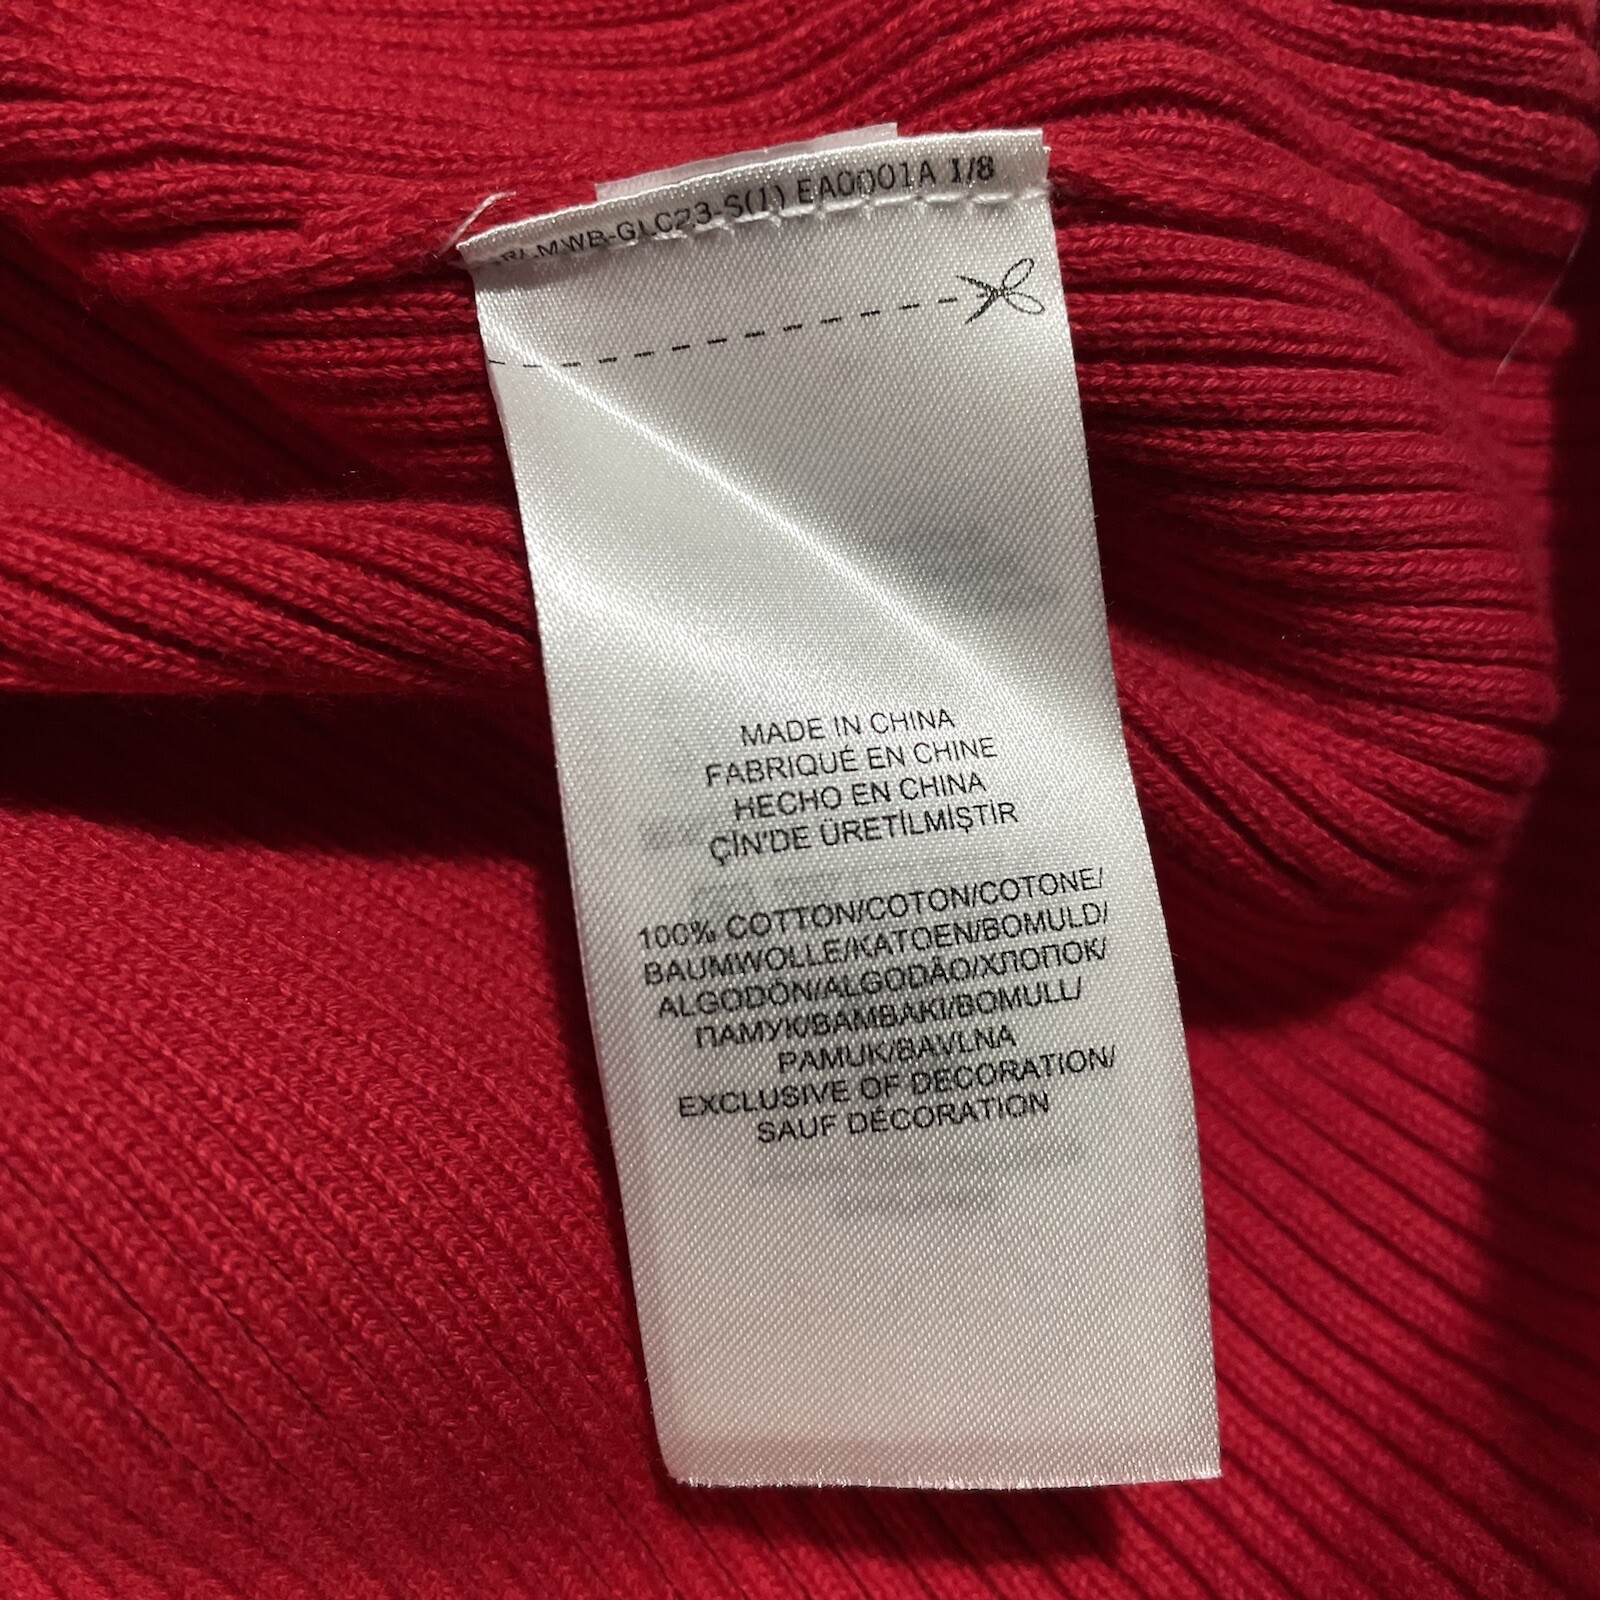 GLC23-S(1) EA0001A 1/8
MADE IN CHINA
FABRIQUÉ EN CHINE
HECHO EN CHINA
ÇİN'DE ÜRETİLMİŞTİR
100% COTTON/COTON/COTONE/
BAUMWOLLE/KATOEN/BOMULD/
ALGODÓN/ALGODÃO/ХЛОПОК/
ПАМУК/ΒΑΜΒΑΚΙ/BOMULL/
PAMUK/BAVLNA
EXCLUSIVE OF DECORATION/
SAUF DÉCORATION